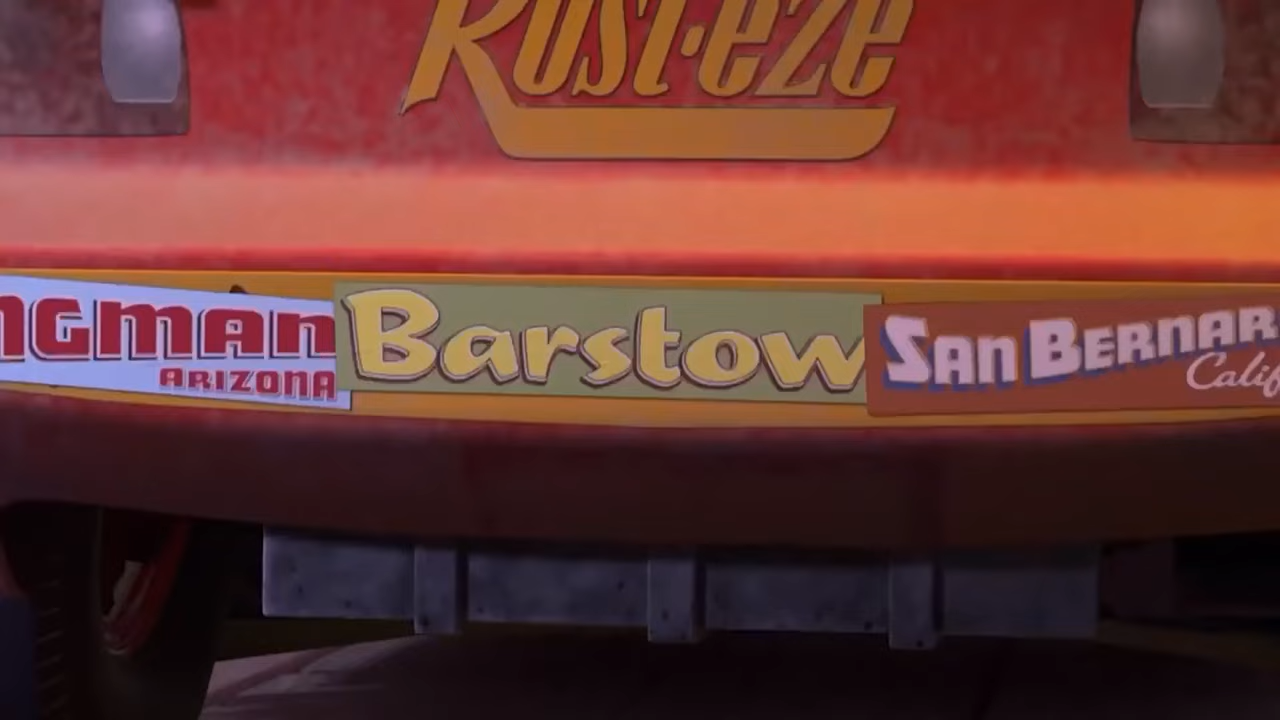 Rust-eze
NGMAN
ARIZONA
Barstow
SAN BERNAR
Calif